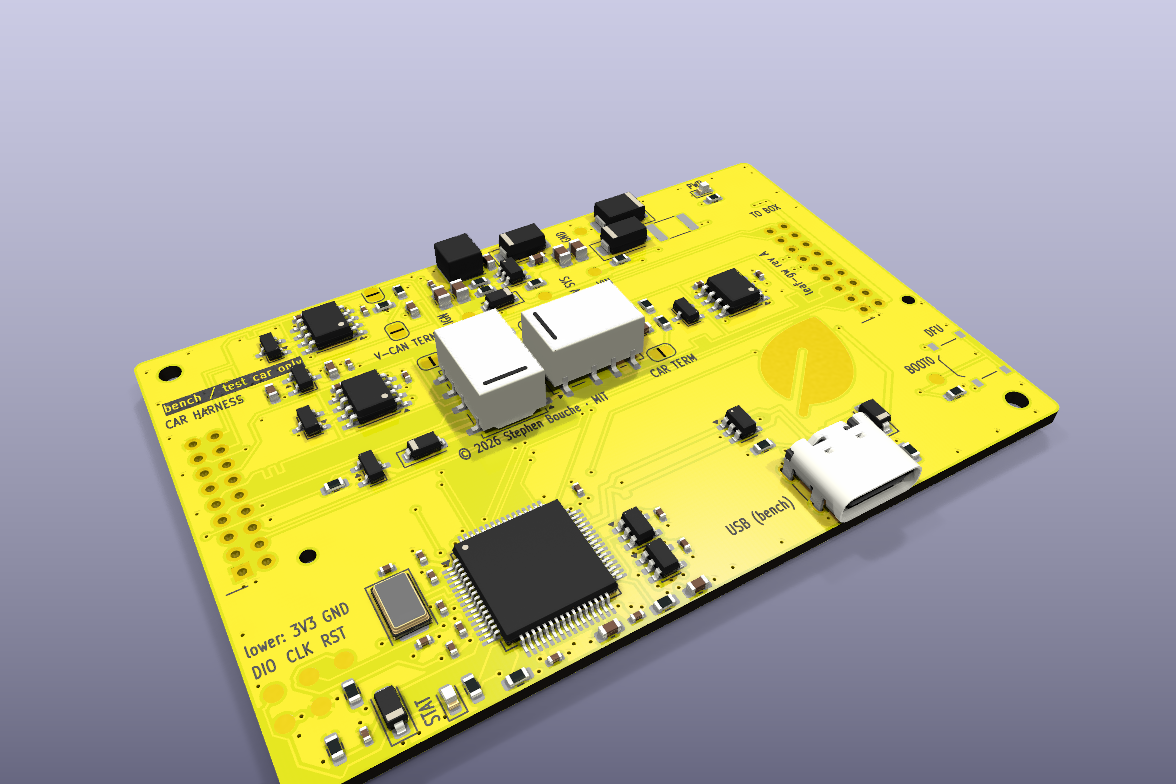 PWR
TO BOX
GND
SYS
leaf-gw rev A
V-CAN TERM
bench / test car only
CAR HARNESS
CAR TERM
DFU
BOOT0
© 2026 Stephen Bouche · MIT
USB (bench)
lower: 3V3 GND
DIO CLK RST
STAT